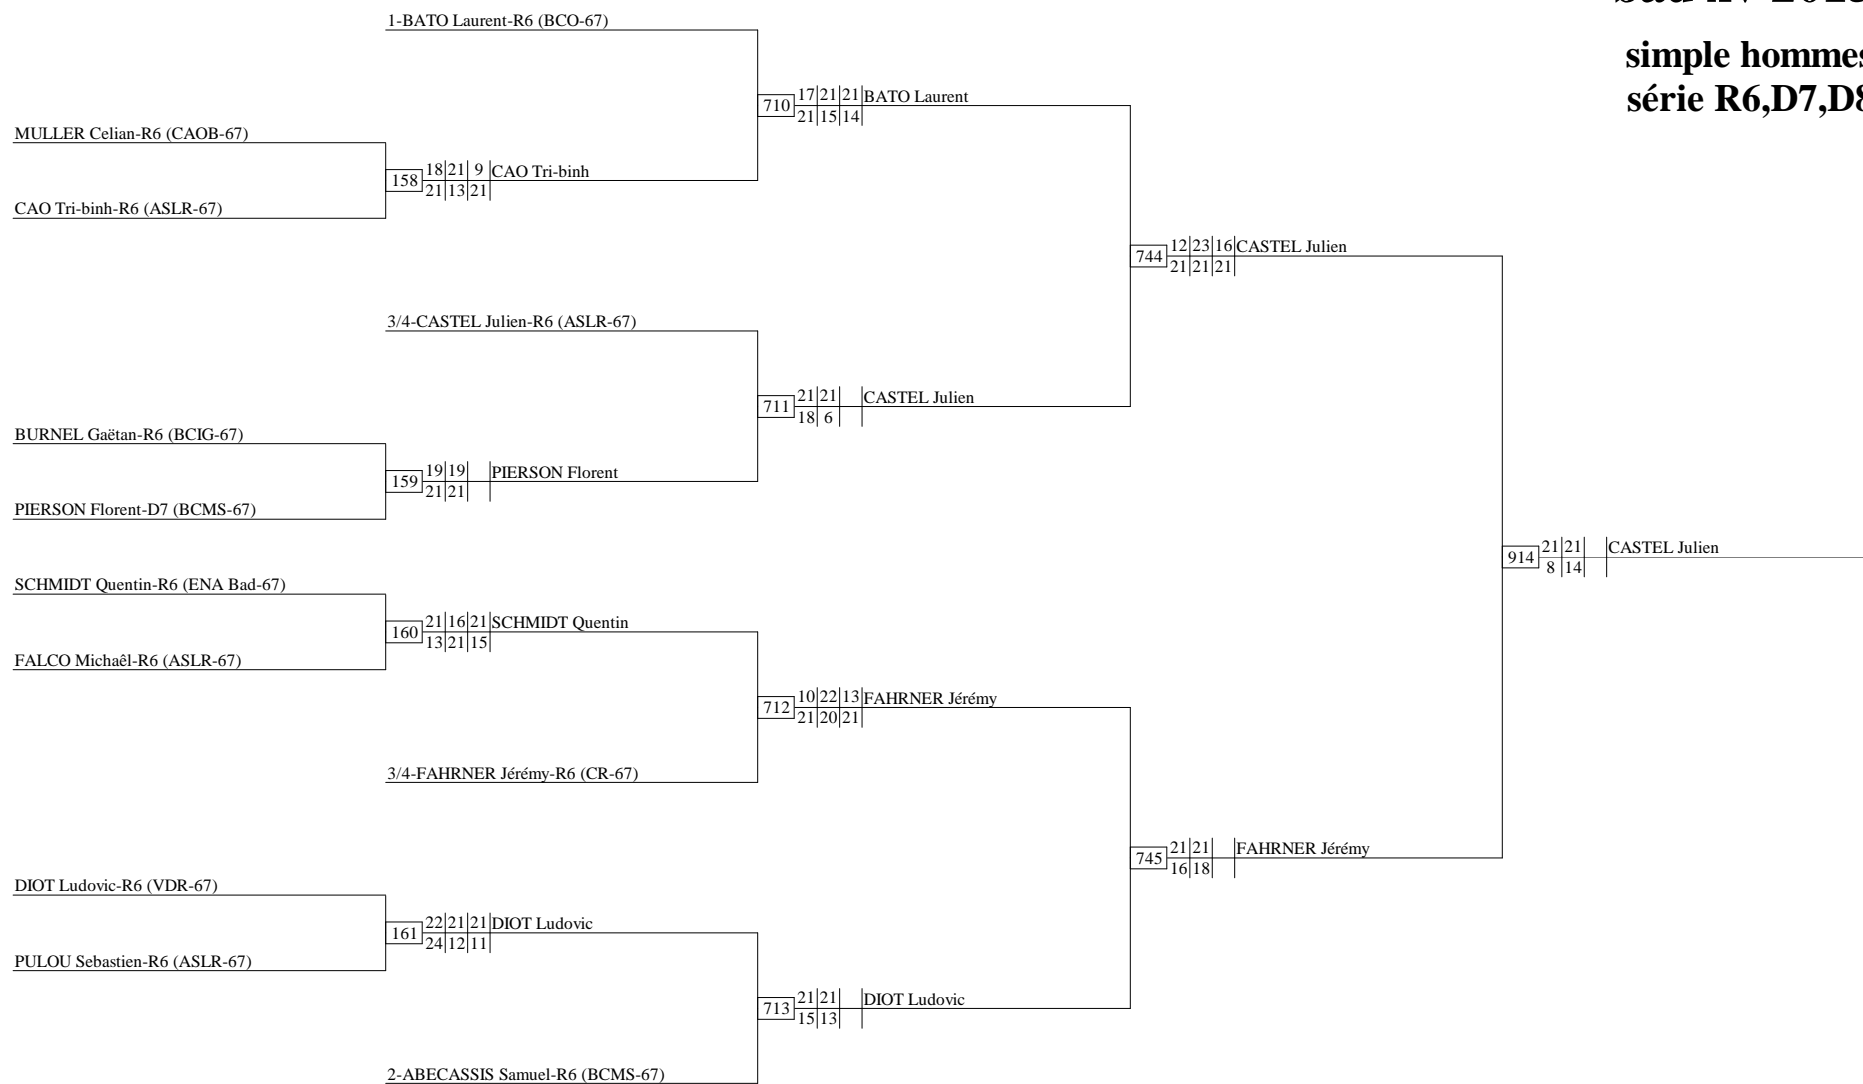 simple hommes
série R6,D7,D8
1-BATO Laurent-R6 (BCO-67)
710 17 21 21 BATO Laurent
21 15 14
MULLER Celian-R6 (CAOB-67)
158 18 21 9 CAO Tri-binh
21 13 21
CAO Tri-binh-R6 (ASLR-67)
744 12 23 16 CASTEL Julien
21 21 21
3/4-CASTEL Julien-R6 (ASLR-67)
711 21 21 CASTEL Julien
18 6
BURNEL Gaëtan-R6 (BCIG-67)
159 19 19 PIERSON Florent
21 21
PIERSON Florent-D7 (BCMS-67)
914 21 21 CASTEL Julien
8 14
SCHMIDT Quentin-R6 (ENA Bad-67)
160 21 16 21 SCHMIDT Quentin
13 21 15
FALCO Michaêl-R6 (ASLR-67)
712 10 22 13 FAHRNER Jérémy
21 20 21
3/4-FAHRNER Jérémy-R6 (CR-67)
745 21 21 FAHRNER Jérémy
16 18
DIOT Ludovic-R6 (VDR-67)
161 22 21 21 DIOT Ludovic
24 12 11
PULOU Sebastien-R6 (ASLR-67)
713 21 21 DIOT Ludovic
15 13
2-ABECASSIS Samuel-R6 (BCMS-67)